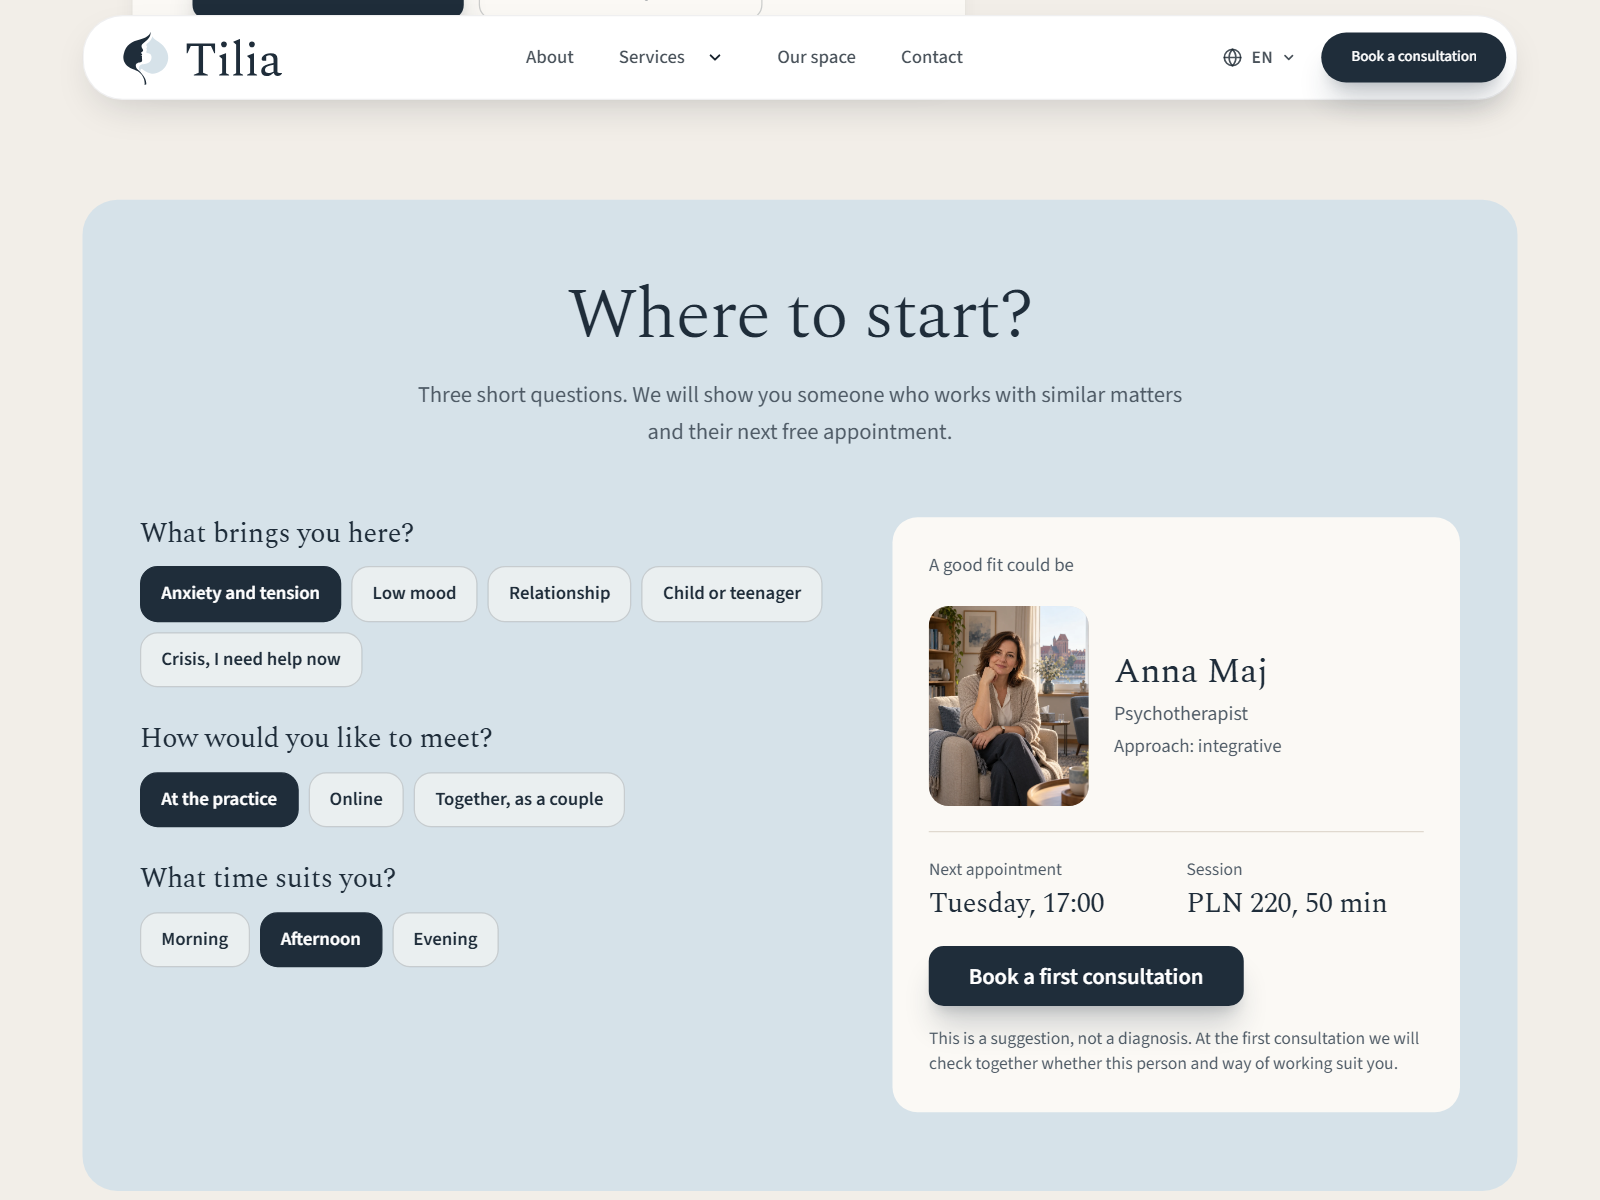 Tilia
About
Services
Our space
Contact
EN
Book a consultation
Where to start?
Three short questions. We will show you someone who works with similar matters
and their next free appointment.
What brings you here?
Anxiety and tension
Low mood
Relationship
Child or teenager
Crisis, I need help now
How would you like to meet?
At the practice
Online
Together, as a couple
What time suits you?
Morning
Afternoon
Evening
A good fit could be
Anna Maj
Psychotherapist
Approach: integrative
Next appointment
Tuesday, 17:00
Session
PLN 220, 50 min
Book a first consultation
This is a suggestion, not a diagnosis. At the first consultation we will
check together whether this person and way of working suit you.